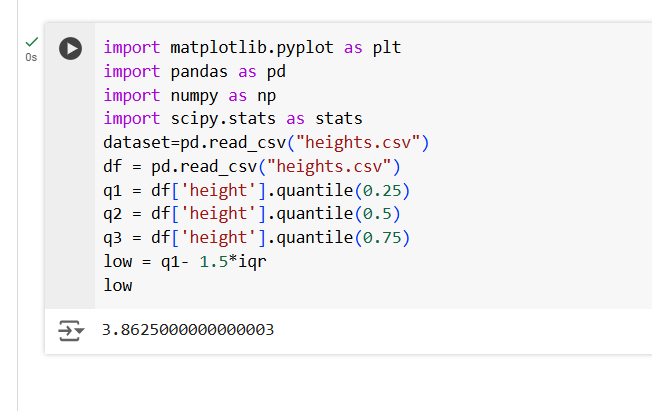 0s
import matplotlib.pyplot as plt
import pandas as pd
import numpy as np
import scipy.stats as stats
dataset=pd.read_csv("heights.csv")
df = pd.read_csv("heights.csv")
q1 = df['height'].quantile(0.25)
q2 = df['height'].quantile(0.5)
q3 = df['height'].quantile(0.75)
low = q1- 1.5*iqr
low
3.8625000000000003